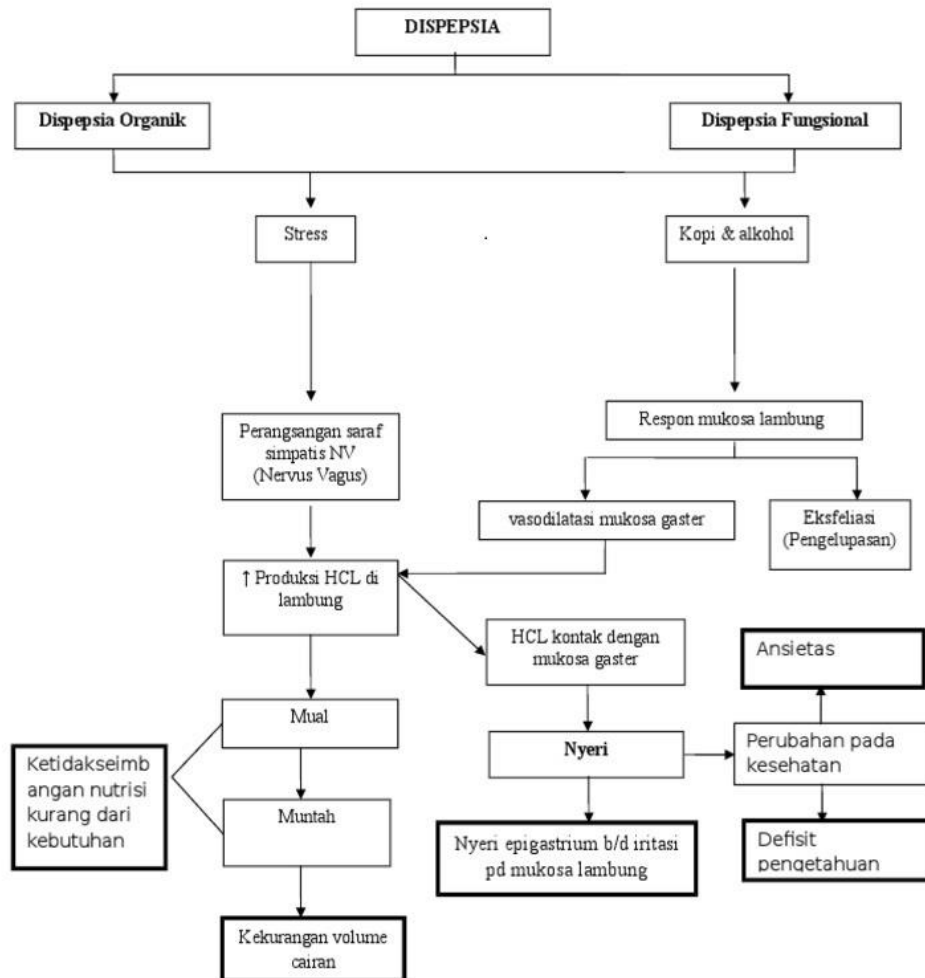 DISPEPSIA
Dispepsia Organik
Dispepsia Fungsional
Stress
Kopi & alkohol
Respon mukosa lambung
Perangsangan saraf
simpatis NV
(Nervus Vagus)
vasodilatasi mukosa gaster
Eksfeliasi
(Pengelupasan)
↑ Produksi HCL di
lambung
HCL kontak dengan
mukosa gaster
Ansietas
Mual
Nyeri
Perubahan pada
kesehatan
Ketidakseimb
angan nutrisi
kurang dari
kebutuhan
Muntah
Nyeri epigastrium b/d iritasi
pd mukosa lambung
Defisit
pengetahuan
Kekurangan volume
cairan